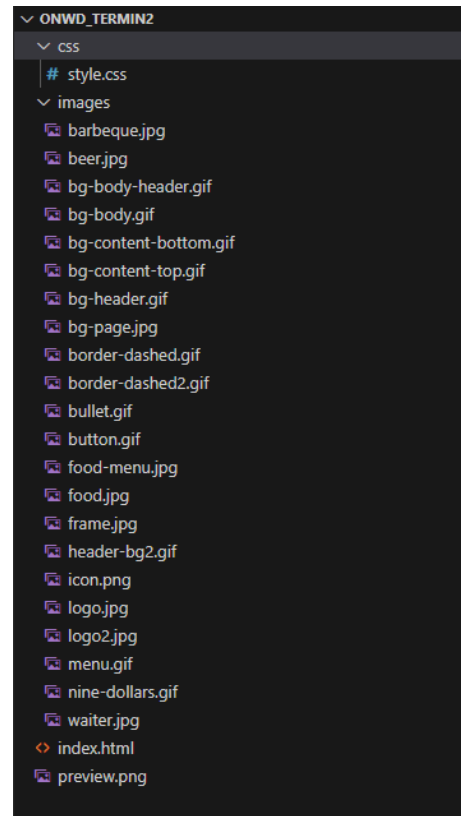 ONWD_TERMIN2
css
# style.css
images
barbeque.jpg
beer.jpg
bg-body-header.gif
bg-body.gif
bg-content-bottom.gif
bg-content-top.gif
bg-header.gif
bg-page.jpg
border-dashed.gif
border-dashed2.gif
bullet.gif
button.gif
food-menu.jpg
food.jpg
frame.jpg
header-bg2.gif
icon.png
logo.jpg
logo2.jpg
menu.gif
nine-dollars.gif
waiter.jpg
<> index.html
preview.png